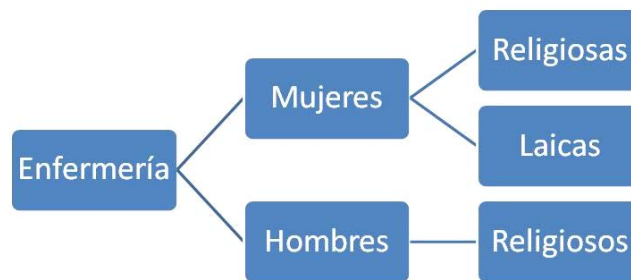 Enfermería
Mujeres
Religiosas
Laicas
Hombres
Religiosos